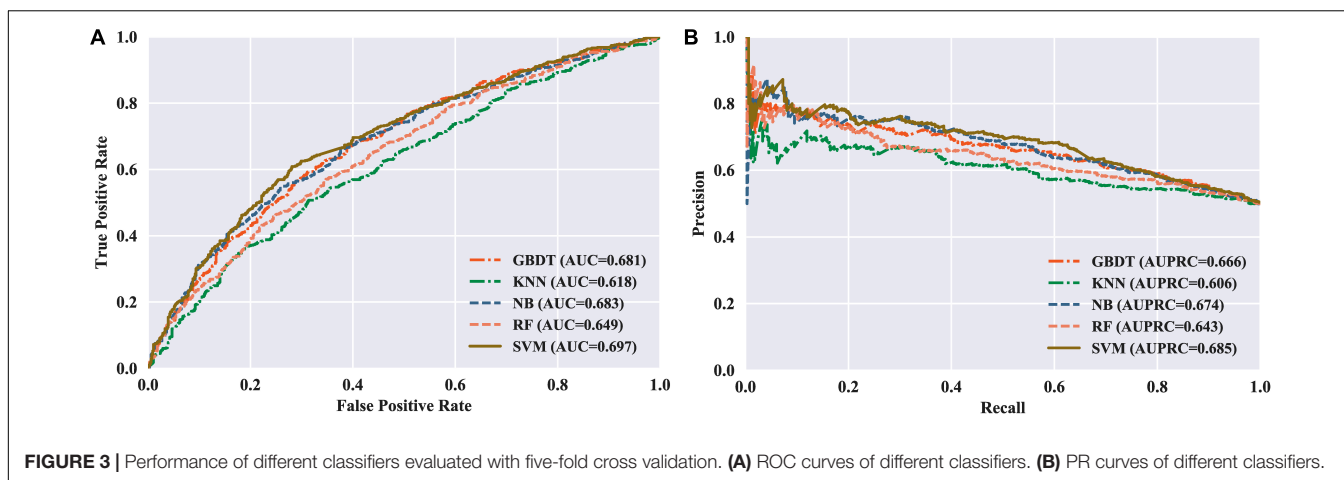 A
1.0
0.8
0.6
0.4
0.2
0.0
True Positive Rate
GBDT (AUC=0.681)
KNN (AUC=0.618)
NB (AUC=0.683)
RF (AUC=0.649)
SVM (AUC=0.697)
0.0 0.2 0.4 0.6 0.8 1.0
False Positive Rate
B
1.0
0.8
0.6
0.4
0.2
0.0
Precision
GBDT (AUPRC=0.666)
KNN (AUPRC=0.606)
NB (AUPRC=0.674)
RF (AUPRC=0.643)
SVM (AUPRC=0.685)
0.0 0.2 0.4 0.6 0.8 1.0
Recall
FIGURE 3 | Performance of different classifiers evaluated with five-fold cross validation. (A) ROC curves of different classifiers. (B) PR curves of different classifiers.